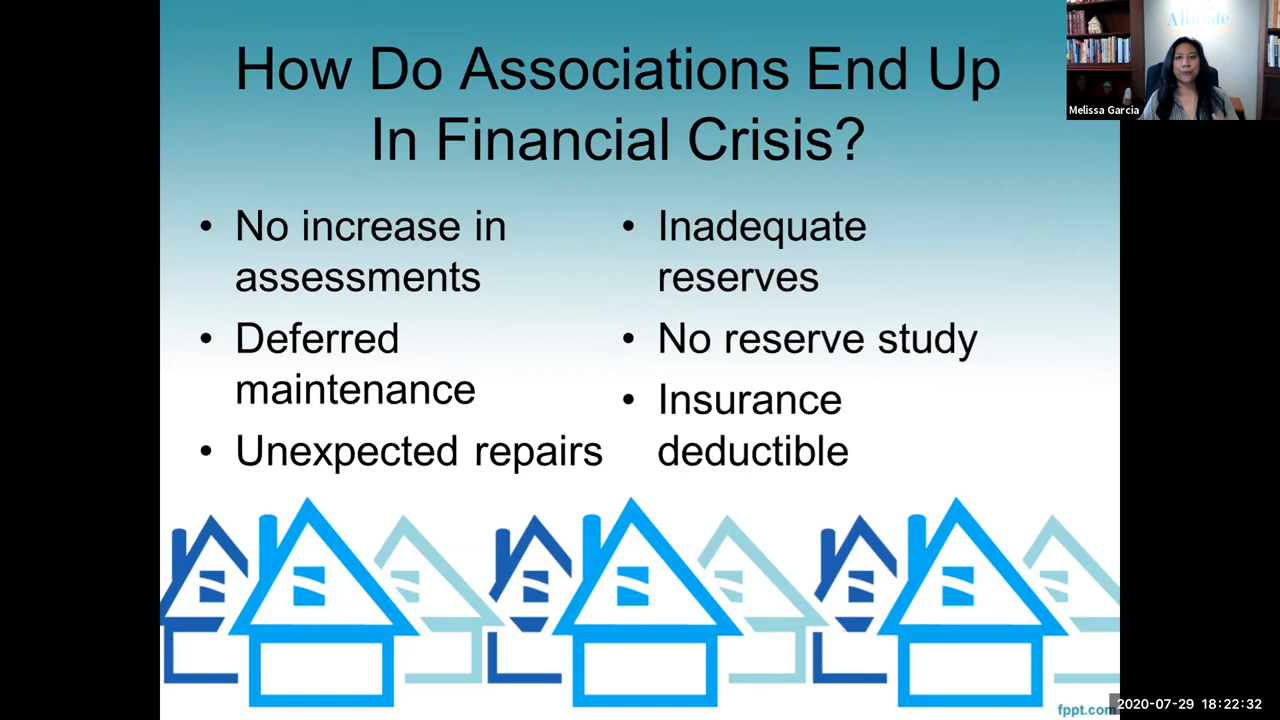 How Do Associations End Up
In Financial Crisis?
• No increase in
assessments
• Deferred
maintenance
• Unexpected repairs
• Inadequate
reserves
• No reserve study
• Insurance
deductible
Melissa Garcia
fppt.com
2020-07-29 18:22:32